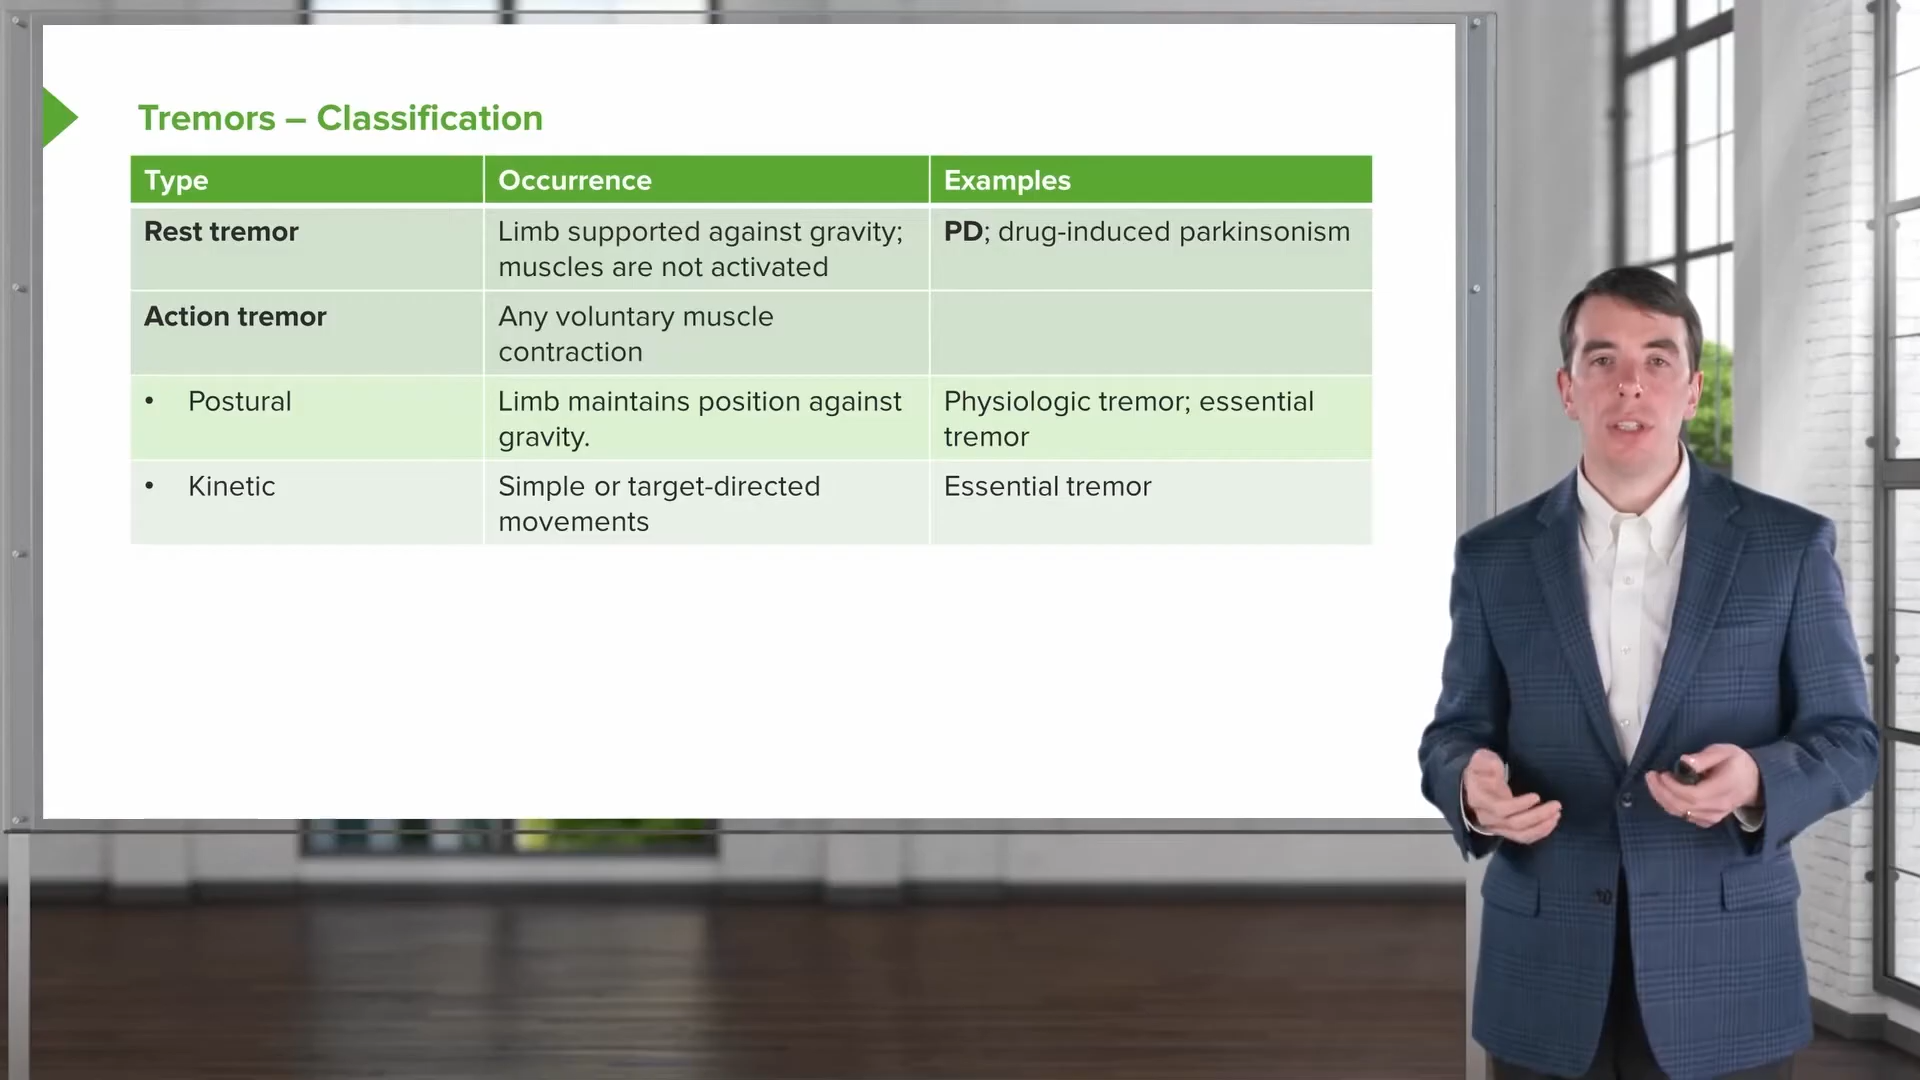 Tremors – Classification
Type
Occurrence
Examples
Rest tremor
Limb supported against gravity;
muscles are not activated
PD; drug-induced parkinsonism
Action tremor
Any voluntary muscle
contraction
• Postural
Limb maintains position against
gravity.
Physiologic tremor; essential
tremor
• Kinetic
Simple or target-directed
movements
Essential tremor